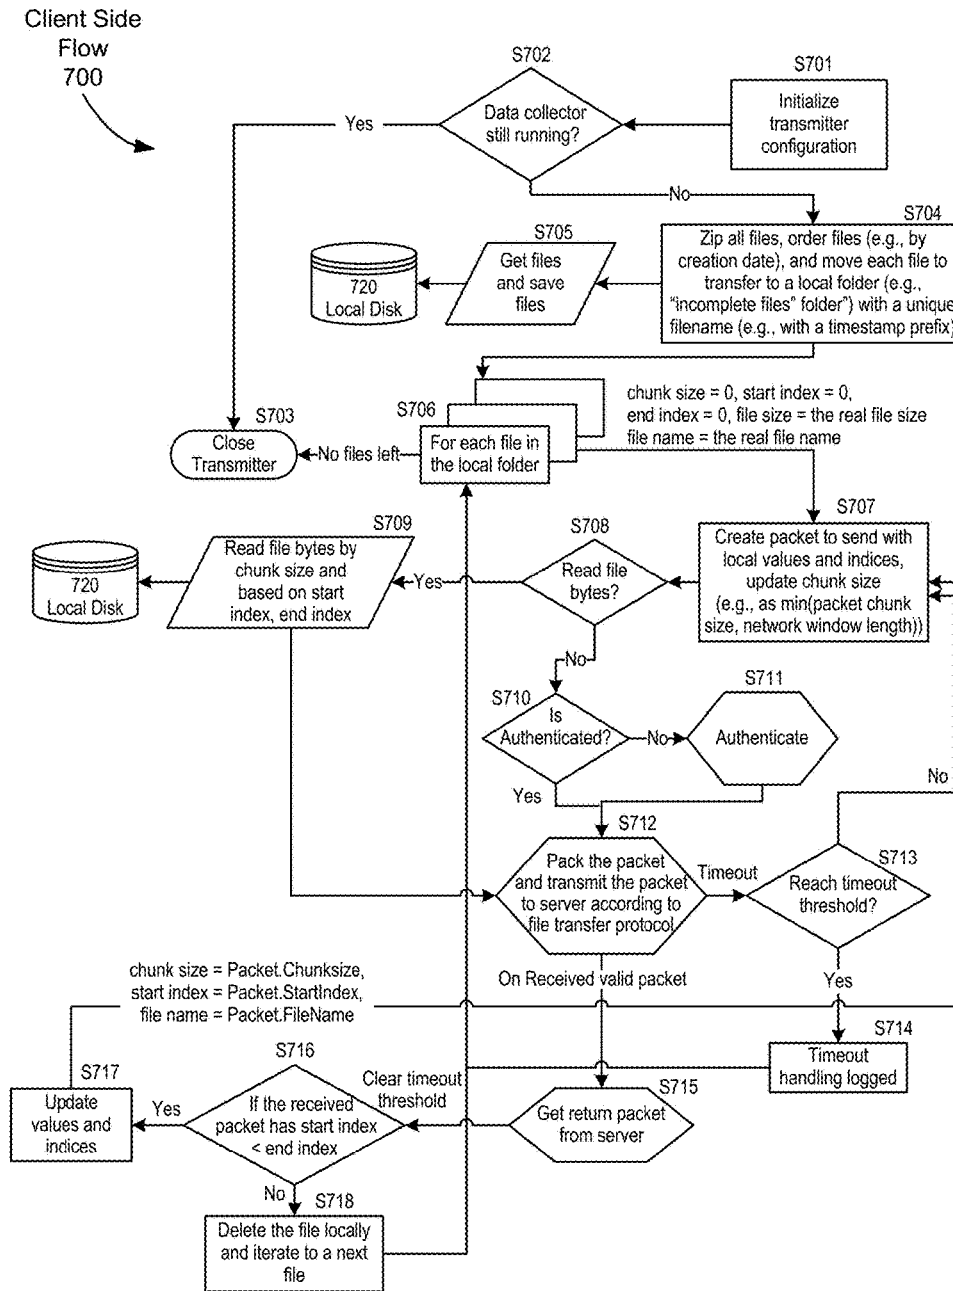 Client Side
Flow
700
S702
Data collector
still running?
Yes
No
S701
Initialize
transmitter
configuration
S704
Zip all files, order files (e.g., by
creation date), and move each file to
transfer to a local folder (e.g.,
“incomplete files” folder”) with a unique
filename (e.g., with a timestamp prefix)
S705
Get files
and save
files
720
Local Disk
S703
Close
Transmitter
No files left
S706
For each file in
the local folder
chunk size = 0, start index = 0,
end index = 0, file size = the real file size
file name = the real file name
S707
Create packet to send with
local values and indices,
update chunk size
(e.g., as min(packet chunk
size, network window length))
S708
Read file
bytes?
Yes
No
S709
Read file bytes by
chunk size and
based on start
index, end index
720
Local Disk
S710
Is
Authenticated?
No
Yes
S711
Authenticate
S712
Pack the packet
and transmit the packet
to server according to
file transfer protocol
Timeout
S713
Reach timeout
threshold?
No
Yes
On Received valid packet
S714
Timeout
handling logged
S715
Get return packet
from server
Clear timeout
threshold
S716
If the received
packet has start index
< end index
Yes
No
chunk size = Packet.Chunksize,
start index = Packet.StartIndex,
file name = Packet.FileName
S717
Update
values and
indices
S718
Delete the file locally
and iterate to a next
file